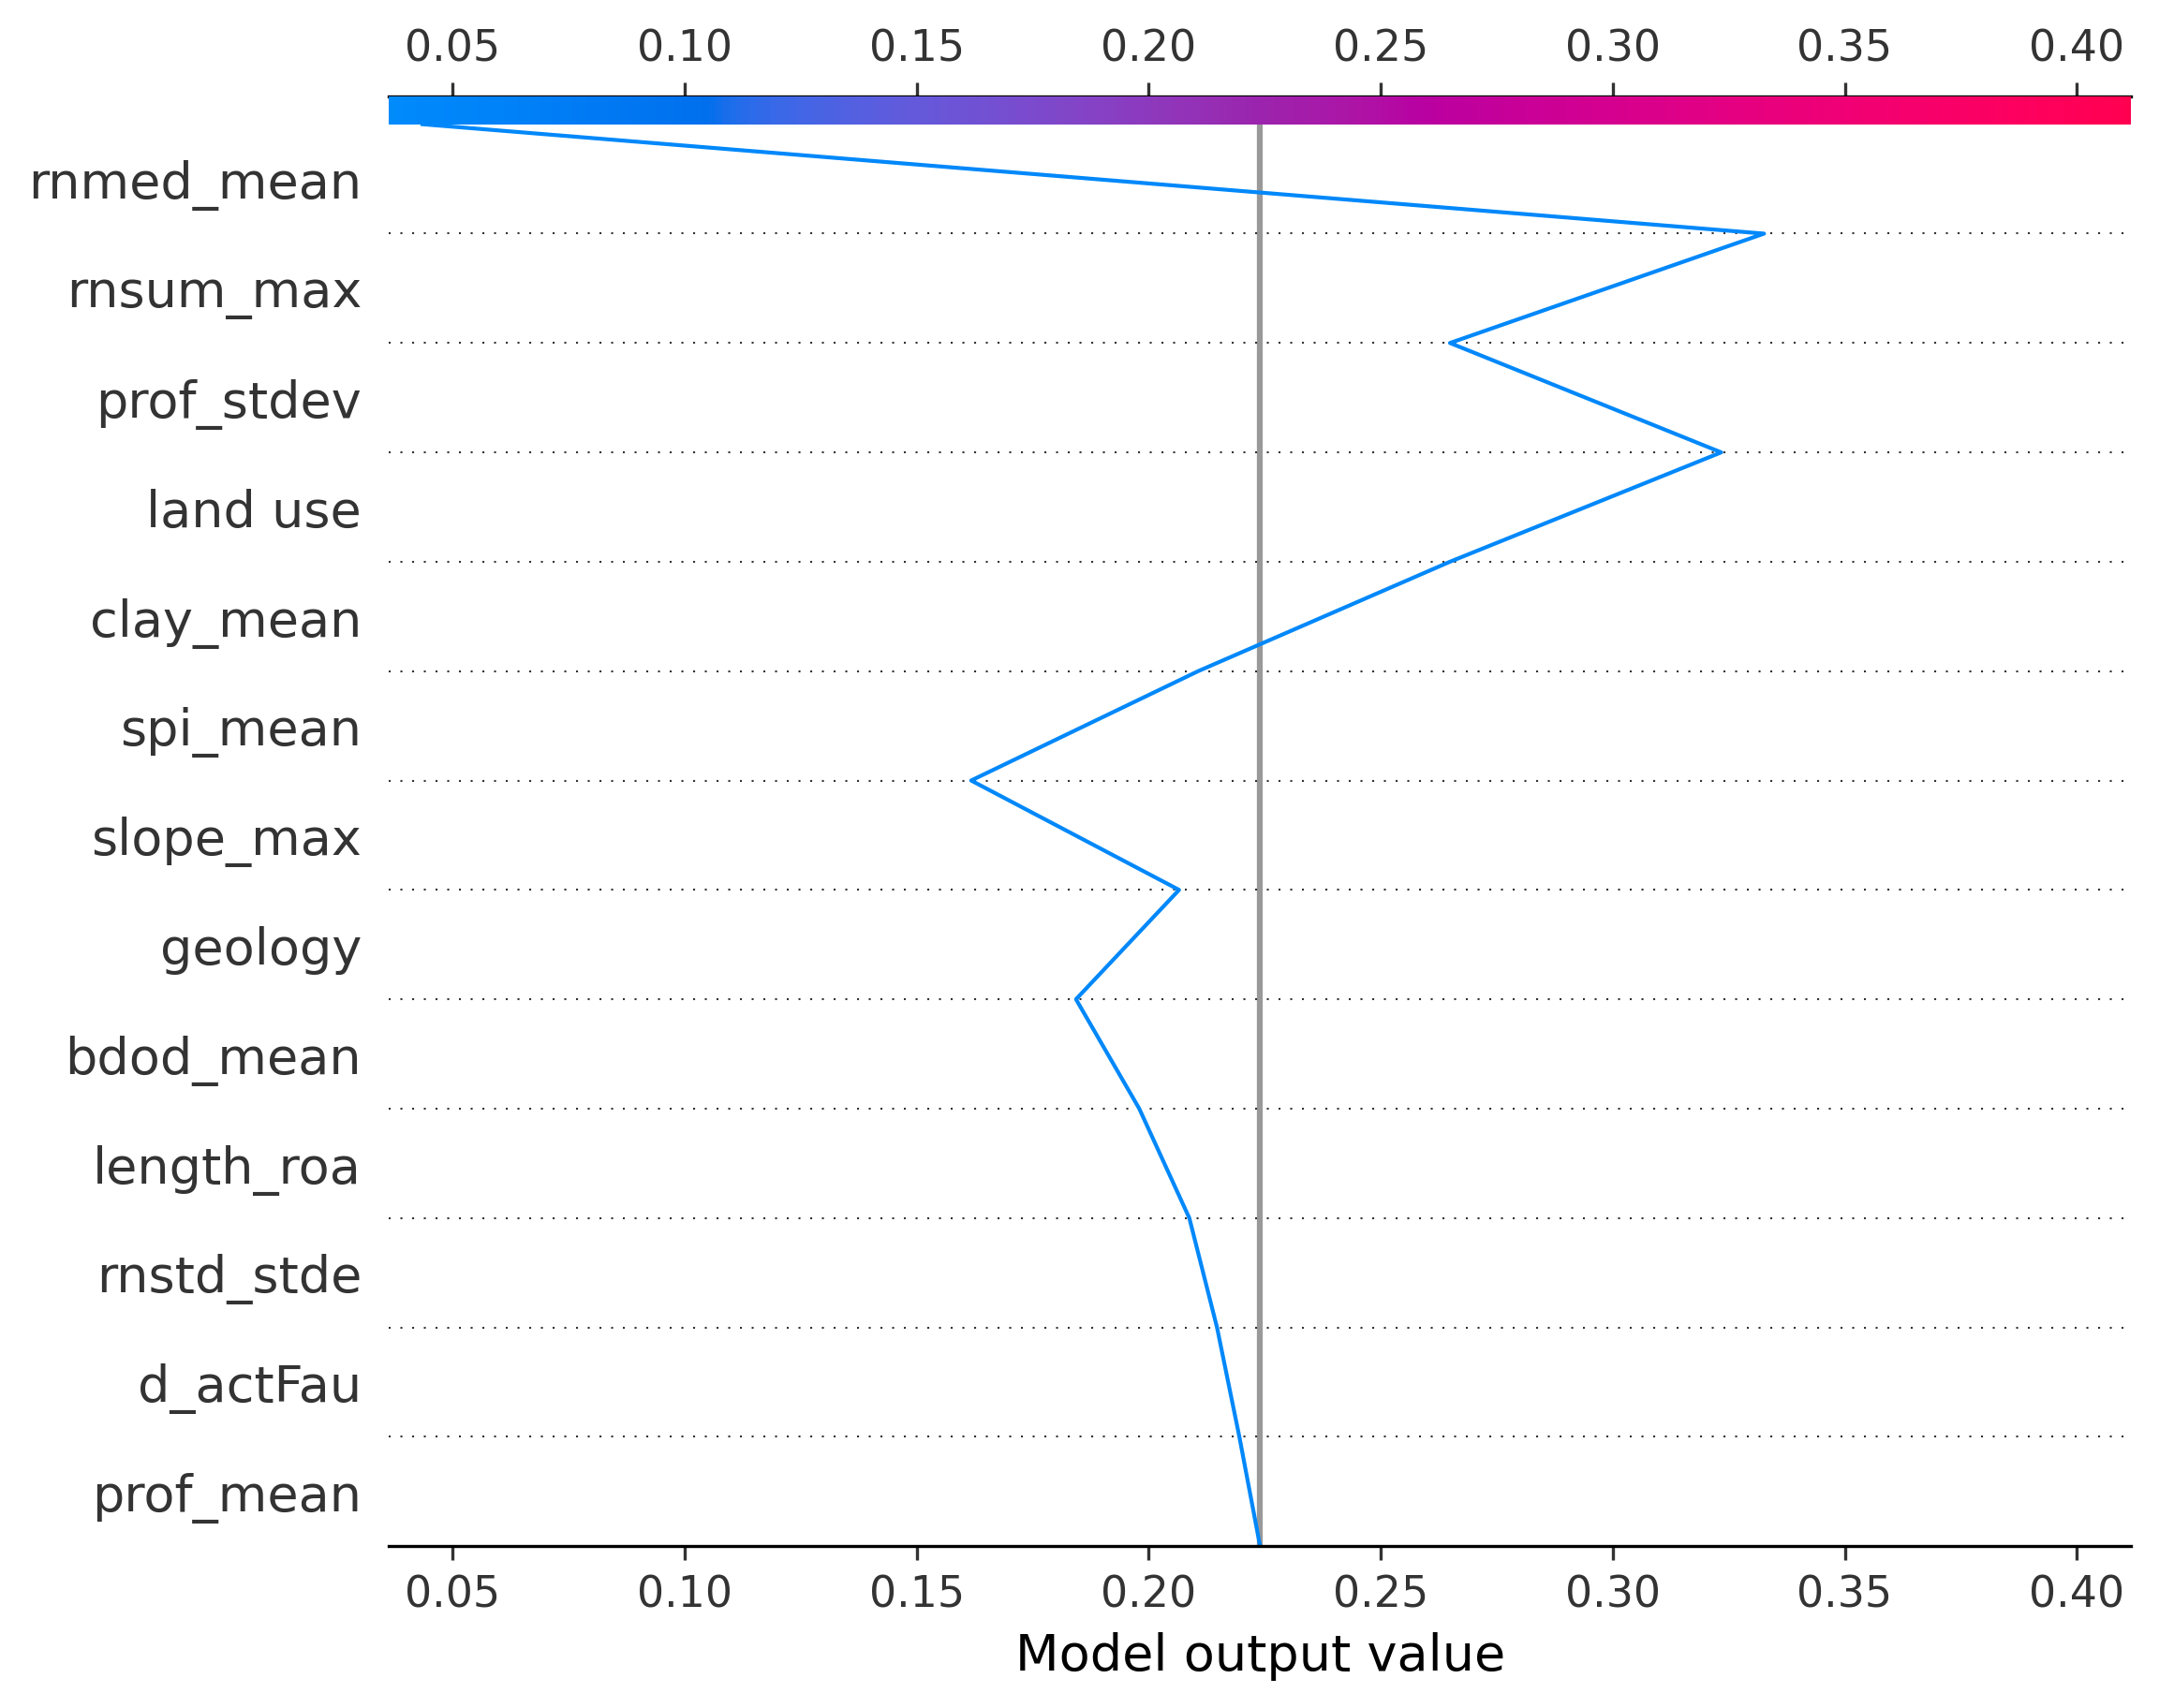 0.05 0.10 0.15 0.20 0.25 0.30 0.35 0.40
rnmed_mean
rnsum_max
prof_stdev
land use
clay_mean
spi_mean
slope_max
geology
bdod_mean
length_roa
rnstd_stde
d_actFau
prof_mean
0.05 0.10 0.15 0.20 0.25 0.30 0.35 0.40
Model output value